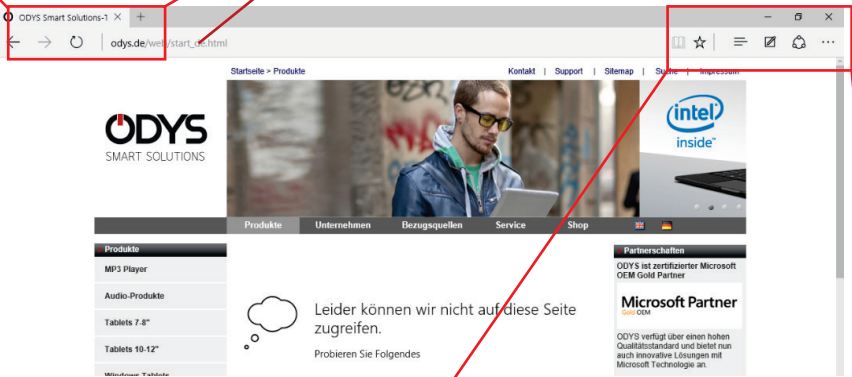 ODYS Smart Solutions-T
odys.de/web/start_de.html
Startseite > Produkte
Kontakt | Support | Sitemap | Suche | Impressum
ODYS
SMART SOLUTIONS
intel
inside™
Produkte Unternehmen Bezugsquellen Service Shop
Produkte
MP3 Player
Audio-Produkte
Tablets 7-8"
Tablets 10-12"
Windows Tablets
Leider können wir nicht auf diese Seite
zugreifen.
Probieren Sie Folgendes
Partnerschaften
ODYS ist zertifizierter Microsoft
OEM Gold Partner
Microsoft Partner
Gold OEM
ODYS verfügt über einen hohen
Qualitätsstandard und bietet nun
auch innovative Lösungen mit
Microsoft Technologie an.